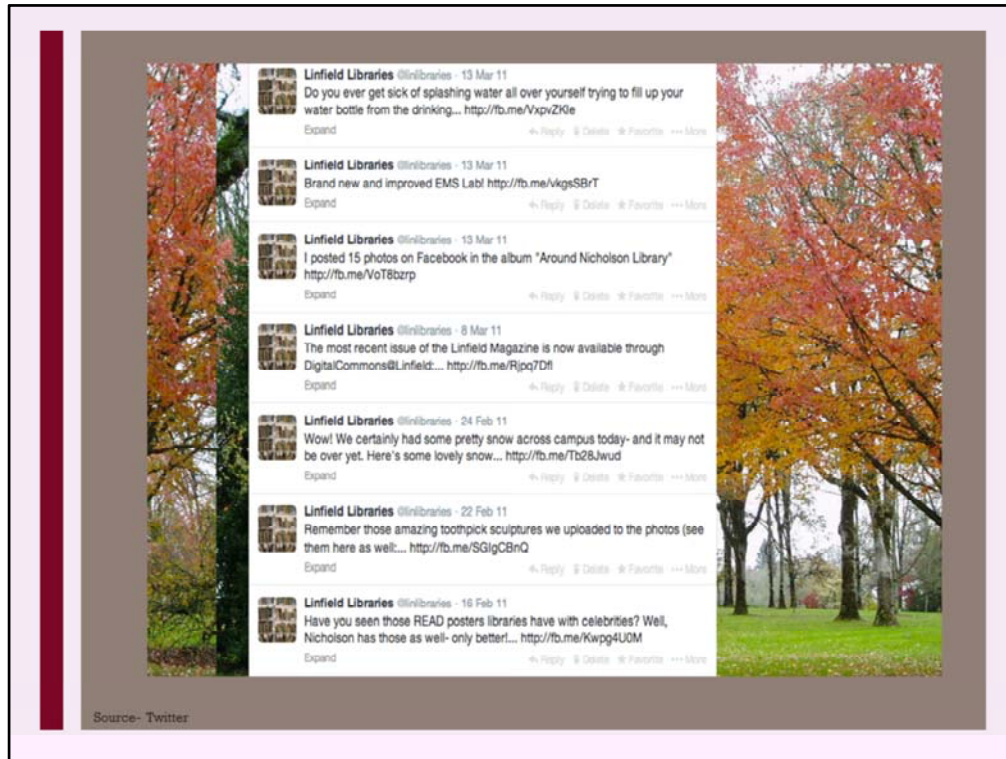 Linfield Libraries @linlibraries · 13 Mar 11
Do you ever get sick of splashing water all over yourself trying to fill up your
water bottle from the drinking... http://fb.me/VxpvZKle
Expand
Reply Delete Favorite ••• More
Linfield Libraries @linlibraries · 13 Mar 11
Brand new and improved EMS Lab! http://fb.me/vkgsSBrT
Expand
Reply Delete Favorite ••• More
Linfield Libraries @linlibraries · 13 Mar 11
I posted 15 photos on Facebook in the album "Around Nicholson Library"
http://fb.me/VoT8bzrp
Expand
Reply Delete Favorite ••• More
Linfield Libraries @linlibraries · 8 Mar 11
The most recent issue of the Linfield Magazine is now available through
DigitalCommons@Linfield:... http://fb.me/Rjpq7Dfl
Expand
Reply Delete Favorite ••• More
Linfield Libraries @linlibraries · 24 Feb 11
Wow! We certainly had some pretty snow across campus today- and it may not
be over yet. Here's some lovely snow... http://fb.me/Tb28Jwud
Expand
Reply Delete Favorite ••• More
Linfield Libraries @linlibraries · 22 Feb 11
Remember those amazing toothpick sculptures we uploaded to the photos (see
them here as well:... http://fb.me/SGIgCBnQ
Expand
Reply Delete Favorite ••• More
Linfield Libraries @linlibraries · 16 Feb 11
Have you seen those READ posters libraries have with celebrities? Well,
Nicholson has those as well- only better!... http://fb.me/Kwpg4U0M
Expand
Reply Delete Favorite ••• More
Source- Twitter